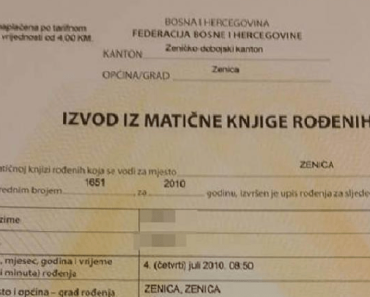 BOSNA I HERCEGOVINA
naplaćena po tarifnom
FEDERACIJA BOSNE I HERCEGOVINE
vrijednosti od 4,00 KM.
KANTON Zeničko-dobojski kanton
OPĆINA/GRAD Zenica
IZVOD IZ MATIČNE KNJIGE ROĐENIH
matičnoj knjizi rođenih koja se vodi za mjesto ZENICA
rednim brojem 1651 za 2010 godinu, izvršen je upis rođenja za sljede
zime
, mjesec, godina i vrijeme
i minuta) rođenja
4. (četvrti) juli 2010. 08:50
sto i općina – grad rođenja ZENICA, ZENICA